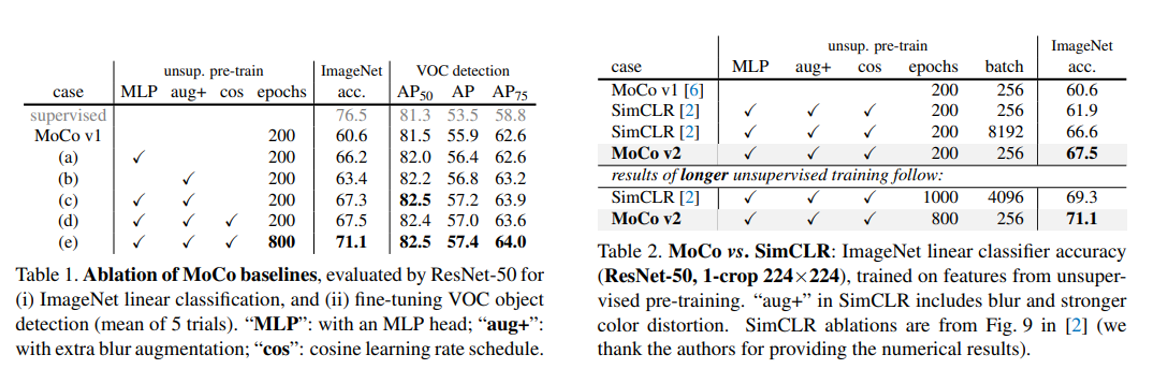 unsup. pre-train ImageNet VOC detection
case MLP aug+ cos epochs acc. AP50 AP AP75
supervised 76.5 81.3 53.5 58.8
MoCo v1 200 60.6 81.5 55.9 62.6
(a) ✓ 200 66.2 82.0 56.4 62.6
(b) ✓ 200 63.4 82.2 56.8 63.2
(c) ✓ ✓ 200 67.3 82.5 57.2 63.9
(d) ✓ ✓ ✓ 200 67.5 82.4 57.0 63.6
(e) ✓ ✓ ✓ 800 71.1 82.5 57.4 64.0
Table 1. Ablation of MoCo baselines, evaluated by ResNet-50 for
(i) ImageNet linear classification, and (ii) fine-tuning VOC object
detection (mean of 5 trials). “MLP”: with an MLP head; “aug+”:
with extra blur augmentation; “cos”: cosine learning rate schedule.
unsup. pre-train ImageNet
case MLP aug+ cos epochs batch acc.
MoCo v1 [6] 200 256 60.6
SimCLR [2] ✓ ✓ ✓ 200 256 61.9
SimCLR [2] ✓ ✓ ✓ 200 8192 66.6
MoCo v2 ✓ ✓ ✓ 200 256 67.5
results of longer unsupervised training follow:
SimCLR [2] ✓ ✓ ✓ 1000 4096 69.3
MoCo v2 ✓ ✓ ✓ 800 256 71.1
Table 2. MoCo vs. SimCLR: ImageNet linear classifier accuracy
(ResNet-50, 1-crop 224×224), trained on features from unsuper-
vised pre-training. “aug+” in SimCLR includes blur and stronger
color distortion. SimCLR ablations are from Fig. 9 in [2] (we
thank the authors for providing the numerical results).